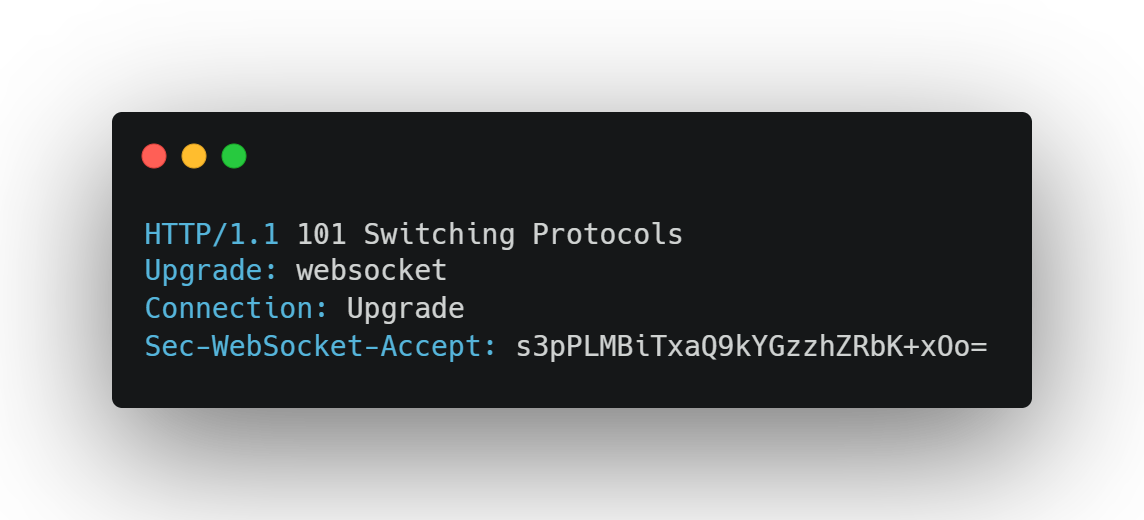 HTTP/1.1 101 Switching Protocols
Upgrade: websocket
Connection: Upgrade
Sec-WebSocket-Accept: s3pPLMBiTxaQ9kYGzzhZRbK+xOo=